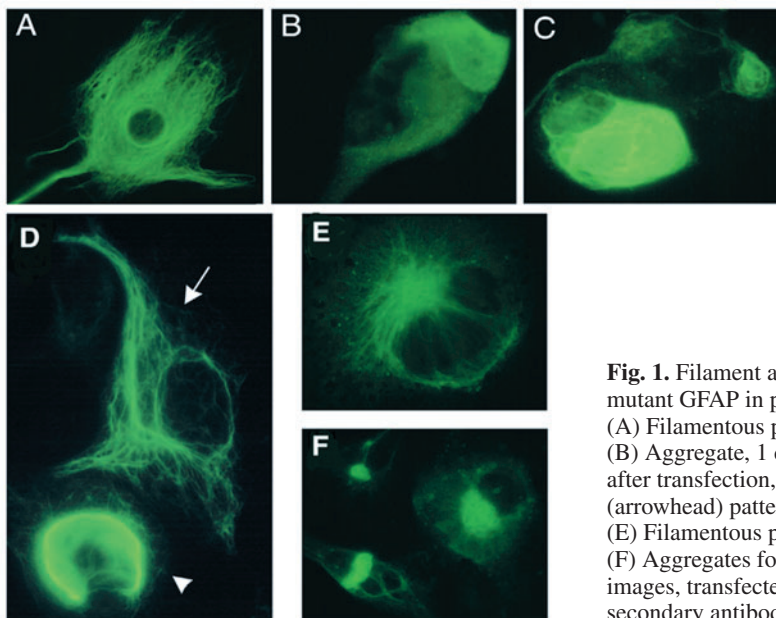 A
B
C
D
E
F
Fig. 1. Filament a
mutant GFAP in p
(A) Filamentous p
(B) Aggregate, 1
after transfection,
(arrowhead) patte
(E) Filamentous p
(F) Aggregates fo
images, transfecte
secondary antibod